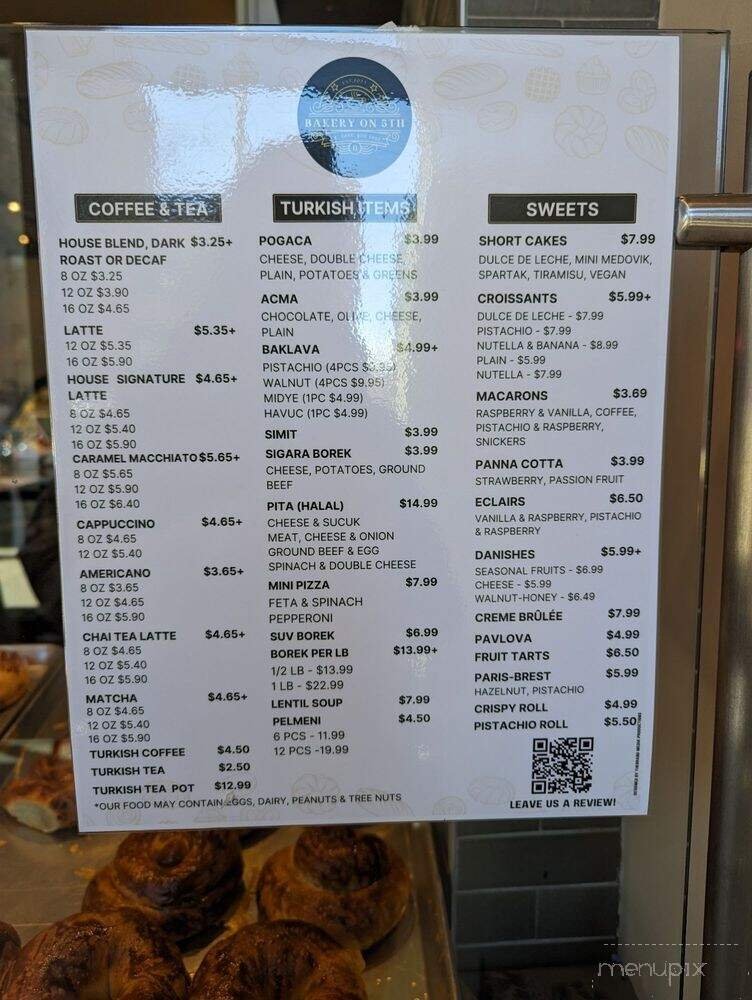 BAKERY ON 5TH
COFFEE & TEA
HOUSE BLEND, DARK $3.25+
ROAST OR DECAF
8 OZ $3.25
12 OZ $3.90
16 OZ $4.65
LATTE $5.35+
12 OZ $5.35
16 OZ $5.90
HOUSE SIGNATURE $4.65+
LATTE
8 OZ $4.65
12 OZ $5.40
16 OZ $5.90
CARAMEL MACCHIATO $5.65+
8 OZ $5.65
12 OZ $5.90
16 OZ $6.40
CAPPUCCINO $4.65+
8 OZ $4.65
12 OZ $5.40
AMERICANO $3.65+
8 OZ $3.65
12 OZ $4.65
16 OZ $5.90
CHAI TEA LATTE $4.65+
8 OZ $4.65
12 OZ $5.40
16 OZ $5.90
MATCHA $4.65+
8 OZ $4.65
12 OZ $5.40
16 OZ $5.90
TURKISH COFFEE $4.50
TURKISH TEA $2.50
TURKISH TEA POT $12.99
*OUR FOOD MAY CONTAIN EGGS, DAIRY, PEANUTS & TREE NUTS
TURKISH ITEMS
POGACA $3.99
CHEESE, DOUBLE CHEESE,
PLAIN, POTATOES & GREENS
ACMA $3.99
CHOCOLATE, OLIVE, CHEESE,
PLAIN
BAKLAVA $4.99+
PISTACHIO (4PCS
WALNUT (4PCS $9.95)
MIDYE (1PC $4.99)
HAVUC (1PC $4.99)
SIMIT $3.99
SIGARA BOREK $3.99
CHEESE, POTATOES, GROUND
BEEF
PITA (HALAL) $14.99
CHEESE & SUCUK
MEAT, CHEESE & ONION
GROUND BEEF & EGG
SPINACH & DOUBLE CHEESE
MINI PIZZA $7.99
FETA & SPINACH
PEPPERONI
SUV BOREK $6.99
BOREK PER LB $13.99+
1/2 LB - $13.99
1 LB - $22.99
LENTIL SOUP $7.99
PELMENI $4.50
6 PCS - 11.99
12 PCS -19.99
SWEETS
SHORT CAKES $7.99
DULCE DE LECHE, MINI MEDOVIK,
SPARTAK, TIRAMISU, VEGAN
CROISSANTS $5.99+
DULCE DE LECHE - $7.99
PISTACHIO - $7.99
NUTELLA & BANANA - $8.99
PLAIN - $5.99
NUTELLA - $7.99
MACARONS $3.69
RASPBERRY & VANILLA, COFFEE,
PISTACHIO & RASPBERRY,
SNICKERS
PANNA COTTA $3.99
STRAWBERRY, PASSION FRUIT
ECLAIRS $6.50
VANILLA & RASPBERRY, PISTACHIO
& RASPBERRY
DANISHES $5.99+
SEASONAL FRUITS - $6.99
CHEESE - $5.99
WALNUT-HONEY - $6.49
CREME BRÛLÉE $7.99
PAVOLVA $4.99
FRUIT TARTS $6.50
PARIS-BREST $5.99
HAZELNUT, PISTACHIO
CRISPY ROLL $4.99
PISTACHIO ROLL $5.50
LEAVE US A REVIEW!
menupix